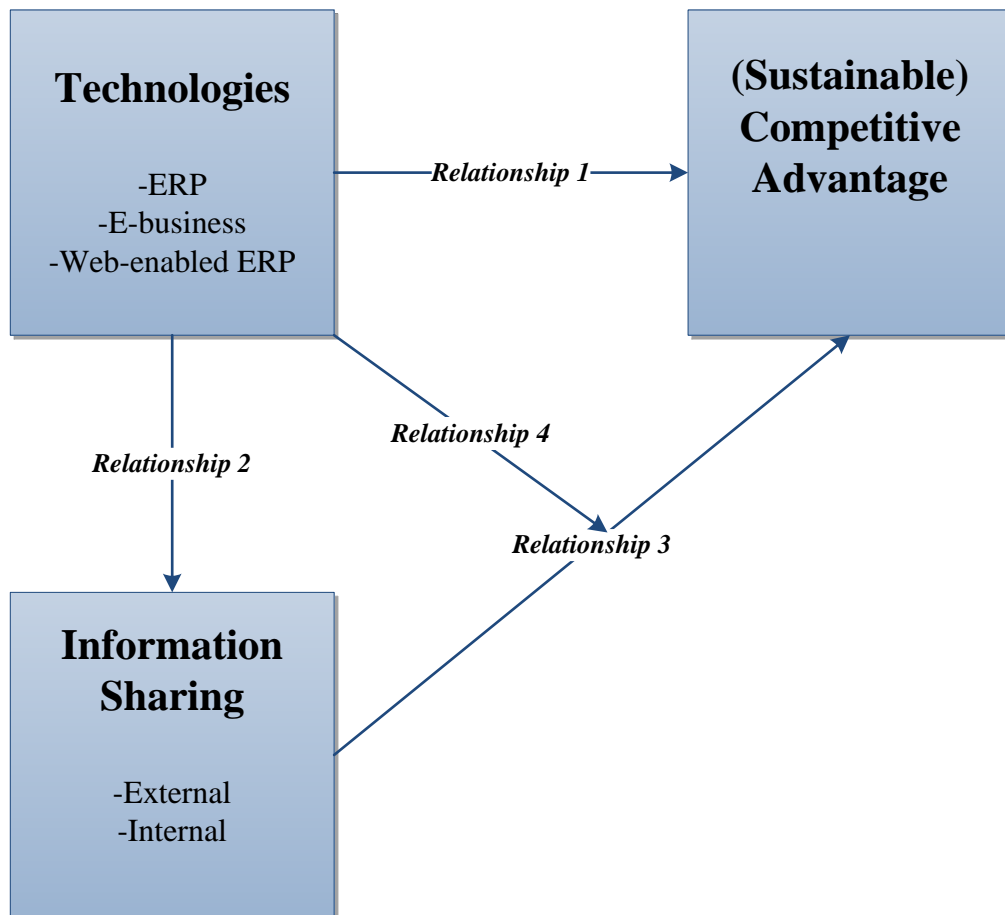 Technologies
-ERP
-E-business
-Web-enabled ERP
Relationship 1
(Sustainable)
Competitive
Advantage
Relationship 4
Relationship 2
Relationship 3
Information
Sharing
-External
-Internal